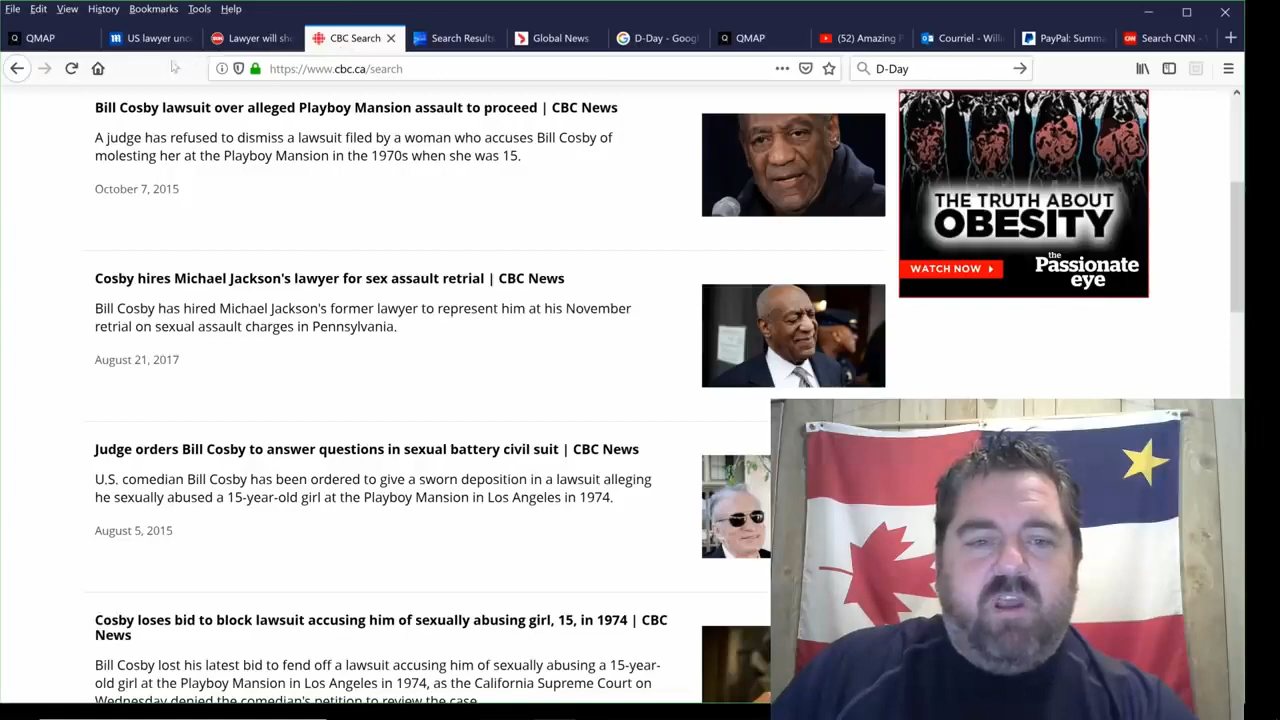 File Edit View History Bookmarks Tools Help
QMAP
US lawyer unc
Lawyer will sh
CBC Search
Search Results
Global News
D-Day - Goog
QMAP
(52) Amazing F
Courriel - Willi
PayPal: Summa
Search CNN -
https://www.cbc.ca/search
D-Day
Bill Cosby lawsuit over alleged Playboy Mansion assault to proceed | CBC News
A judge has refused to dismiss a lawsuit filed by a woman who accuses Bill Cosby of
molesting her at the Playboy Mansion in the 1970s when she was 15.
October 7, 2015
THE TRUTH ABOUT
OBESITY
WATCH NOW
the
Passionate
eye
Cosby hires Michael Jackson's lawyer for sex assault retrial | CBC News
Bill Cosby has hired Michael Jackson's former lawyer to represent him at his November
retrial on sexual assault charges in Pennsylvania.
August 21, 2017
Judge orders Bill Cosby to answer questions in sexual battery civil suit | CBC News
U.S. comedian Bill Cosby has been ordered to give a sworn deposition in a lawsuit alleging
he sexually abused a 15-year-old girl at the Playboy Mansion in Los Angeles in 1974.
August 5, 2015
Cosby loses bid to block lawsuit accusing him of sexually abusing girl, 15, in 1974 | CBC
News
Bill Cosby lost his latest bid to fend off a lawsuit accusing him of sexually abusing a 15-year-
old girl at the Playboy Mansion in Los Angeles in 1974, as the California Supreme Court on
Wednesday denied the comedian's petition to review the case.